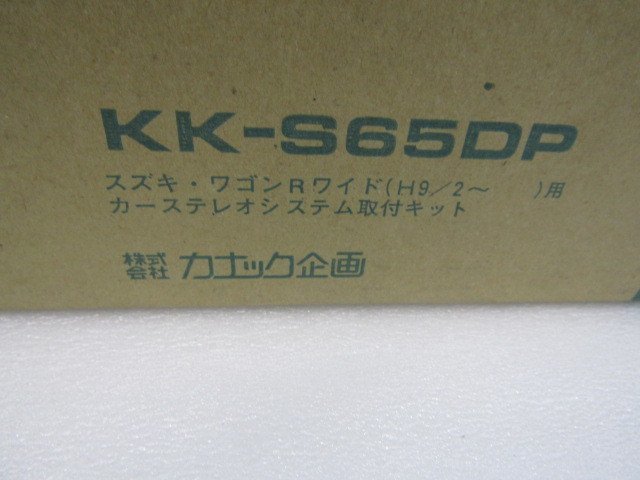 KK-S65DP
スズキ・ワゴンRワイド(H9/2〜　　)用
カーステレオシステム取付キット
株式会社 カナック企画